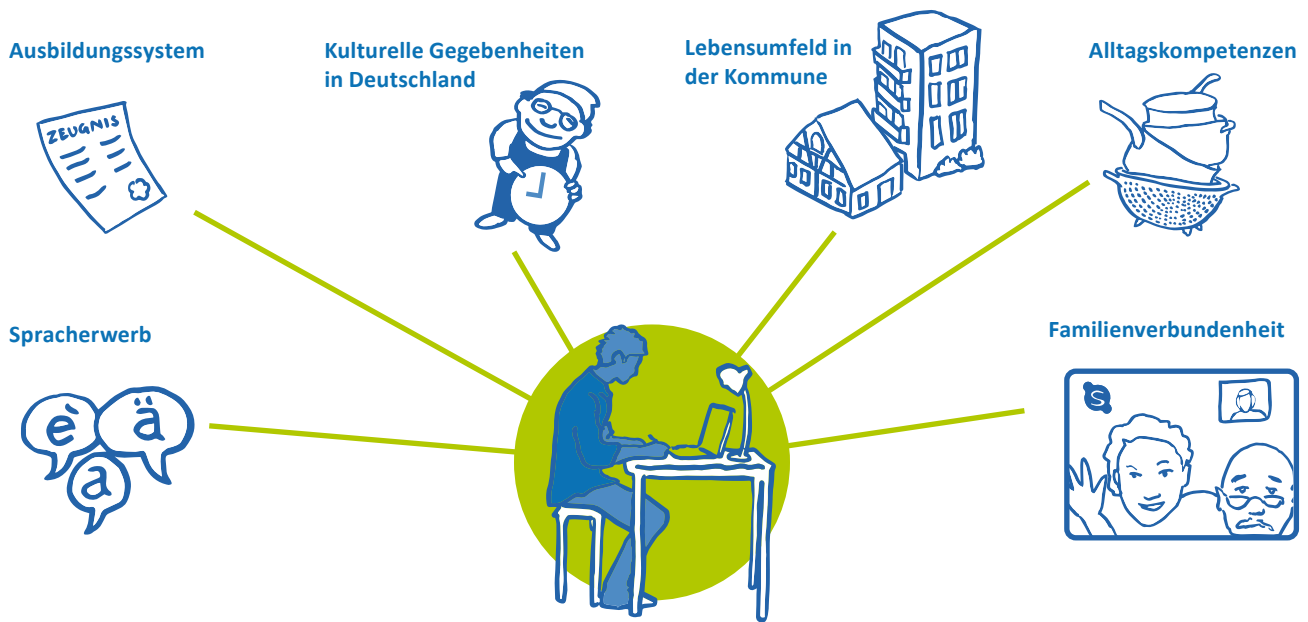 Ausbildungssystem
Kulturelle Gegebenheiten
in Deutschland
Lebensumfeld in
der Kommune
Alltagskompetenzen
ZEUGNIS
Spracherwerb
è
ä
a
Familienverbundenheit
S